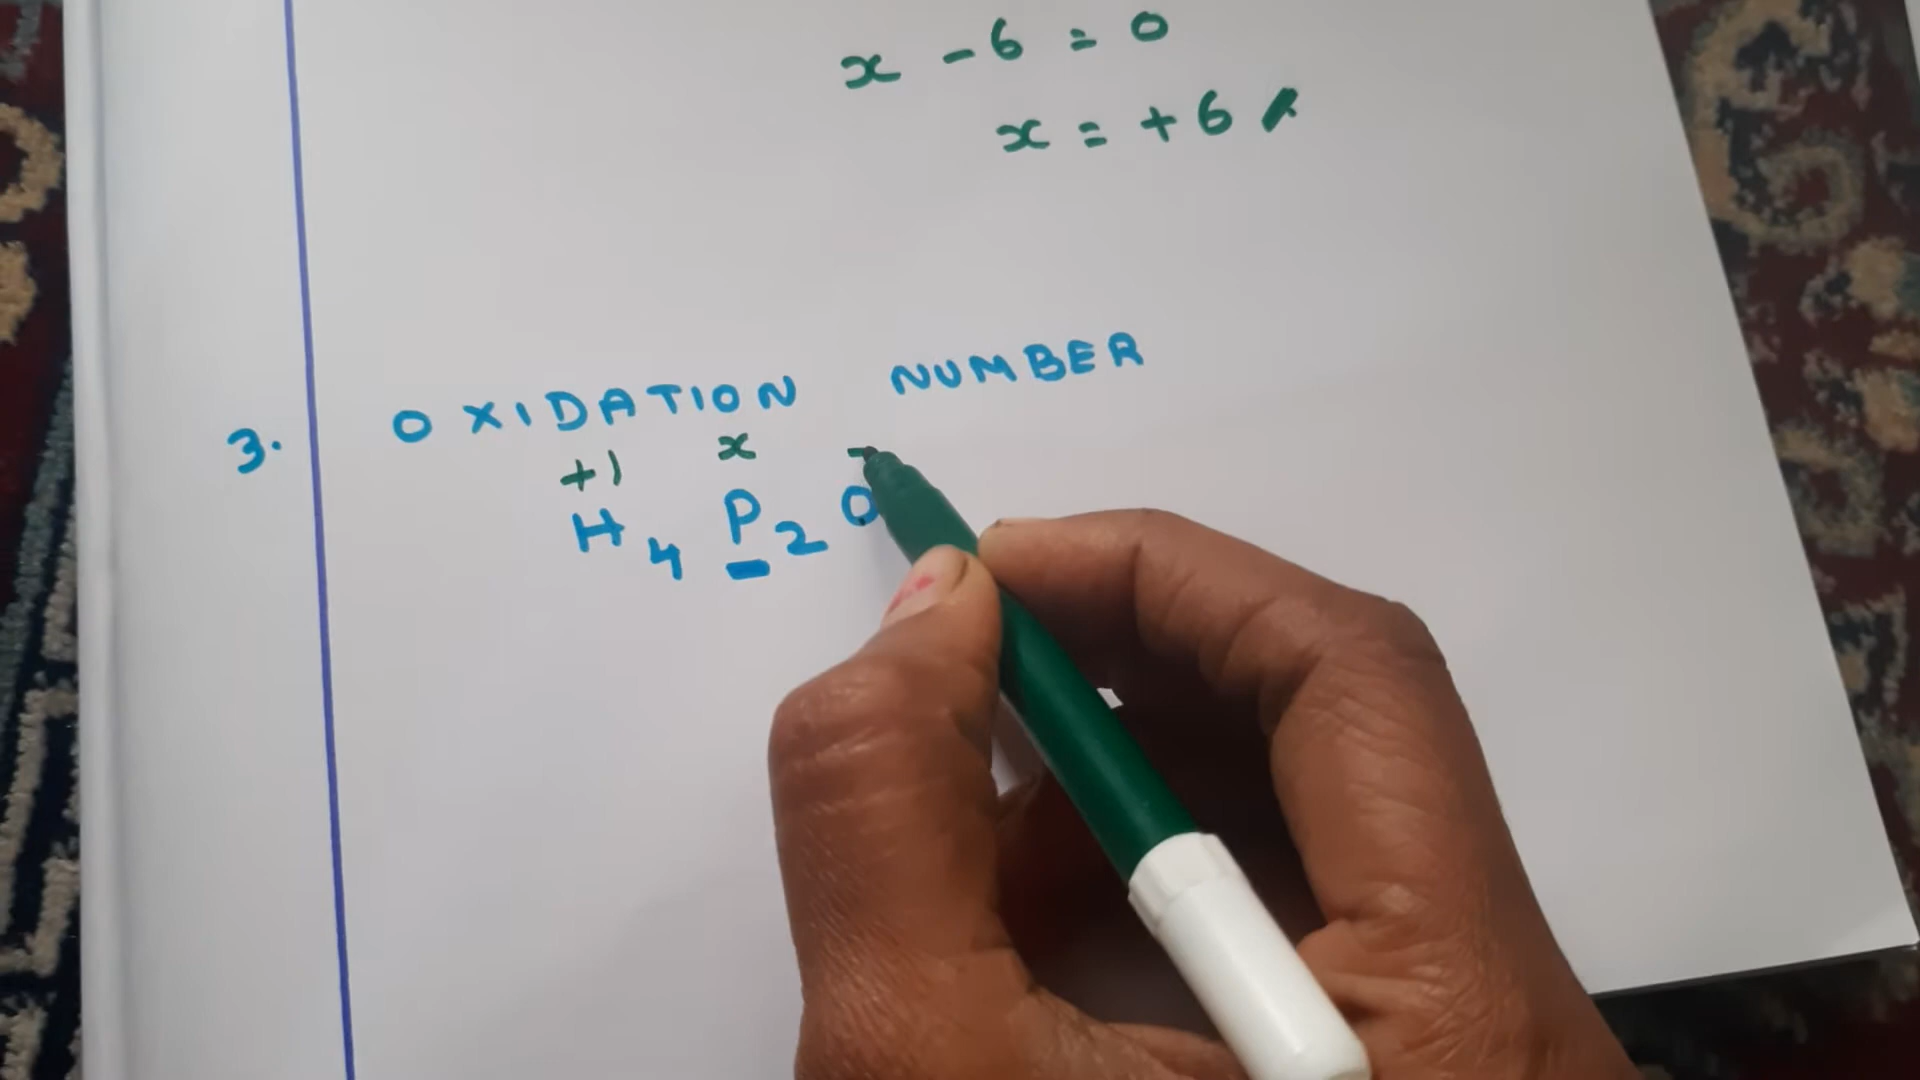 x - 6 = 0
x = +6
3. OXIDATION NUMBER
+1 x -
H4 P2 O